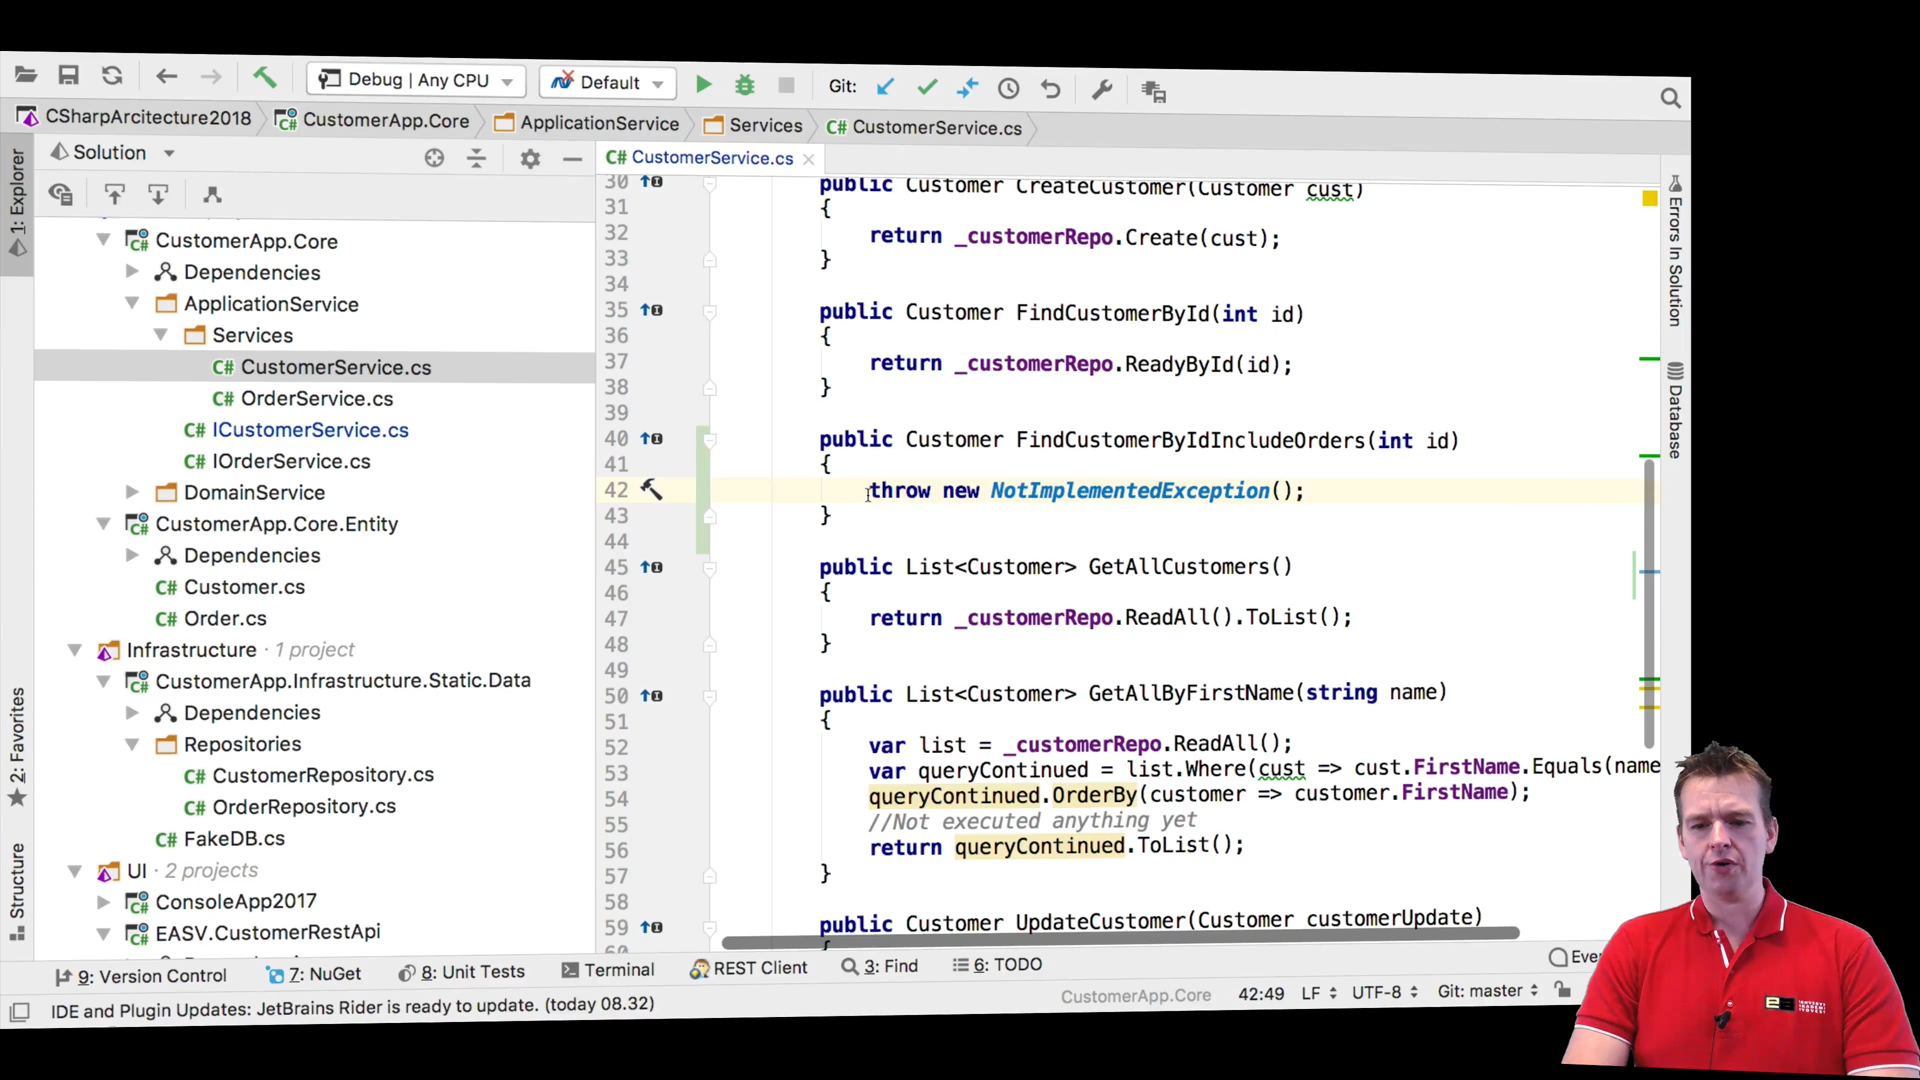 Debug | Any CPU
Default
Git:
CSharpArcitecture2018
CustomerApp.Core
ApplicationService
Services
C# CustomerService.cs
1: Explorer
Solution
CustomerApp.Core
Dependencies
ApplicationService
Services
C# CustomerService.cs
C# OrderService.cs
C# ICustomerService.cs
C# IOrderService.cs
DomainService
CustomerApp.Core.Entity
Dependencies
C# Customer.cs
C# Order.cs
Infrastructure · 1 project
CustomerApp.Infrastructure.Static.Data
Dependencies
Repositories
C# CustomerRepository.cs
C# OrderRepository.cs
C# FakeDB.cs
UI · 2 projects
ConsoleApp2017
EASV.CustomerRestApi
2: Favorites
Structure
C# CustomerService.cs
30 public Customer CreateCustomer(Customer cust)
31 {
32 return _customerRepo.Create(cust);
33 }
34
35 public Customer FindCustomerById(int id)
36 {
37 return _customerRepo.ReadyById(id);
38 }
39
40 public Customer FindCustomerByIdIncludeOrders(int id)
41 {
42 throw new NotImplementedException();
43 }
44
45 public List<Customer> GetAllCustomers()
46 {
47 return _customerRepo.ReadAll().ToList();
48 }
49
50 public List<Customer> GetAllByFirstName(string name)
51 {
52 var list = _customerRepo.ReadAll();
53 var queryContinued = list.Where(cust => cust.FirstName.Equals(name
54 queryContinued.OrderBy(customer => customer.FirstName);
55 //Not executed anything yet
56 return queryContinued.ToList();
57 }
58
59 public Customer UpdateCustomer(Customer customerUpdate)
60 {
Errors In Solution
Database
9: Version Control
7: NuGet
8: Unit Tests
Terminal
REST Client
3: Find
6: TODO
IDE and Plugin Updates: JetBrains Rider is ready to update. (today 08.32)
CustomerApp.Core
42:49
LF
UTF-8
Git: master